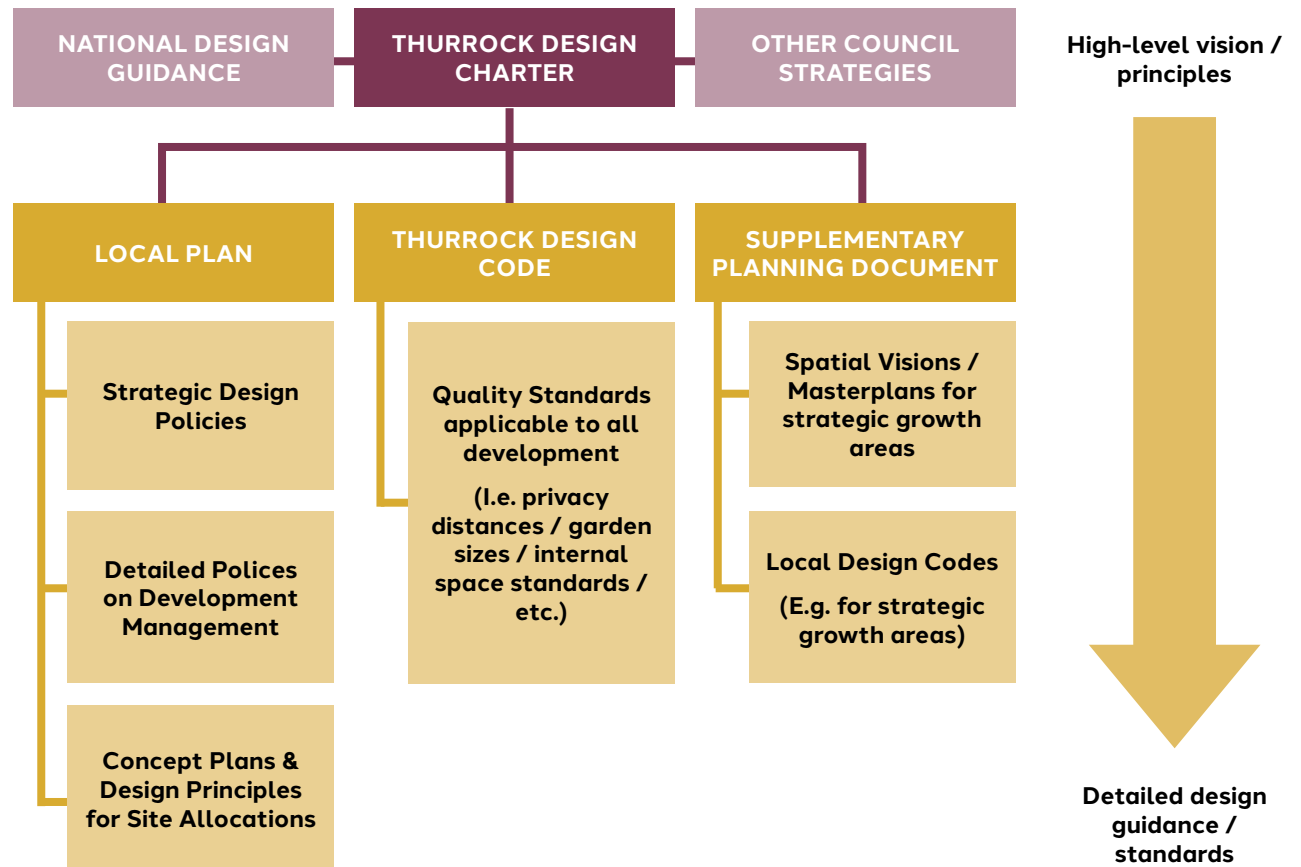 NATIONAL DESIGN
GUIDANCE
THURROCK DESIGN
CHARTER
OTHER COUNCIL
STRATEGIES
High-level vision /
principles
LOCAL PLAN
THURROCK DESIGN
CODE
SUPPLEMENTARY
PLANNING DOCUMENT
Strategic Design
Policies
Detailed Polices
on Development
Management
Concept Plans &
Design Principles
for Site Allocations
Quality Standards
applicable to all
development
(I.e. privacy
distances / garden
sizes / internal
space standards /
etc.)
Spatial Visions /
Masterplans for
strategic growth
areas
Local Design Codes
(E.g. for strategic
growth areas)
Detailed design
guidance /
standards